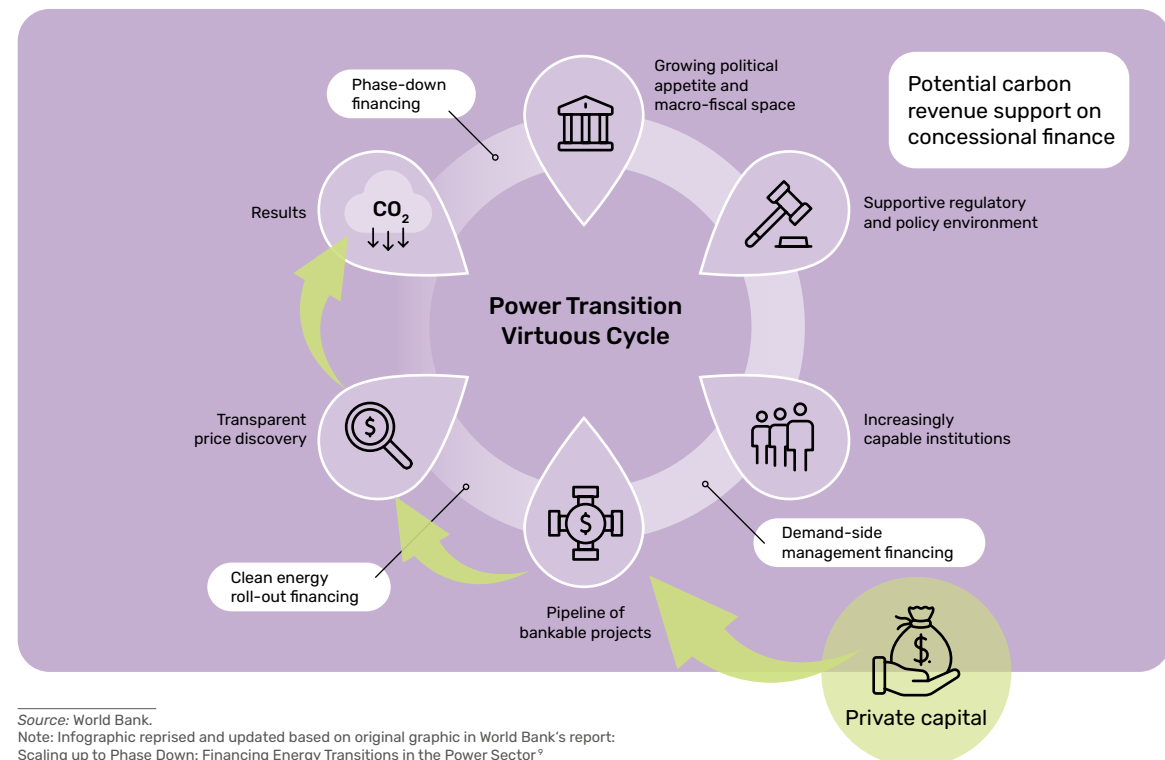 Growing political
appetite and
macro-fiscal space
Phase-down
financing
Potential carbon
revenue support on
concessional finance
CO₂
Results
Supportive regulatory
and policy environment
Power Transition
Virtuous Cycle
Transparent
price discovery
$
Increasingly
capable institutions
$
Demand-side
management financing
Clean energy
roll-out financing
Pipeline of
bankable projects
$.
Private capital
Source: World Bank.
Note: Infographic reprised and updated based on original graphic in World Bank's report:
Scaling up to Phase Down: Financing Energy Transitions in the Power Sector⁹